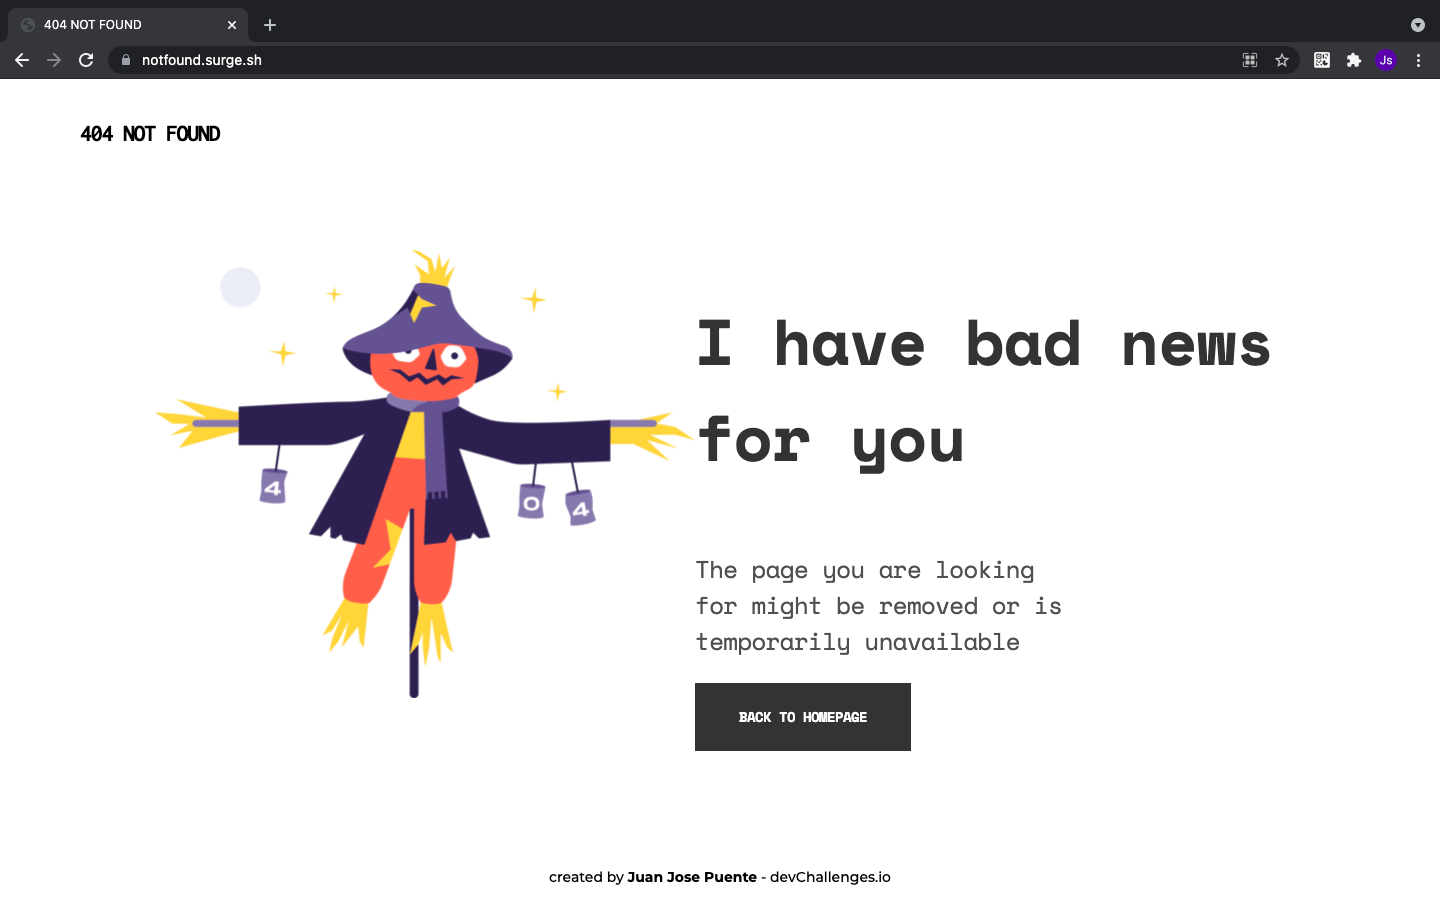 404 NOT FOUND
notfound.surge.sh
Js
404 NOT FOUND
I have bad news
for you
4
0
4
The page you are looking
for might be removed or is
temporarily unavailable
BACK TO HOMEPAGE
created by Juan Jose Puente - devChallenges.io